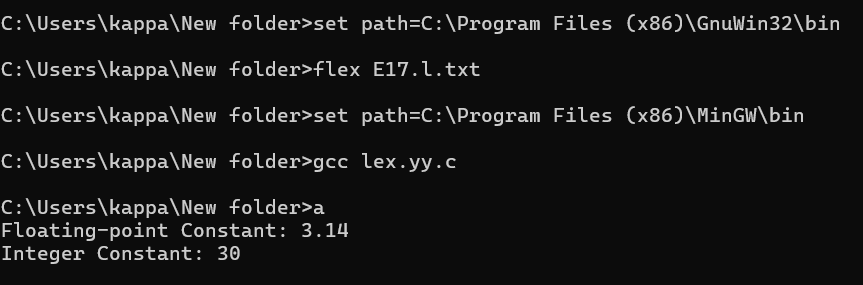 C:\Users\kappa\New folder>set path=C:\Program Files (x86)\GnuWin32\bin
C:\Users\kappa\New folder>flex E17.l.txt
C:\Users\kappa\New folder>set path=C:\Program Files (x86)\MinGW\bin
C:\Users\kappa\New folder>gcc lex.yy.c
C:\Users\kappa\New folder>a
Floating-point Constant: 3.14
Integer Constant: 30